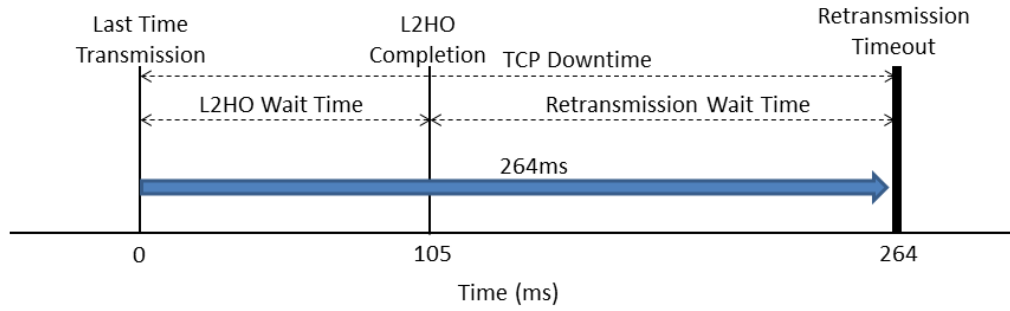 Last Time
Transmission
L2HO
Completion
Retransmission
Timeout
TCP Downtime
L2HO Wait Time
Retransmission Wait Time
264ms
0
105
264
Time (ms)